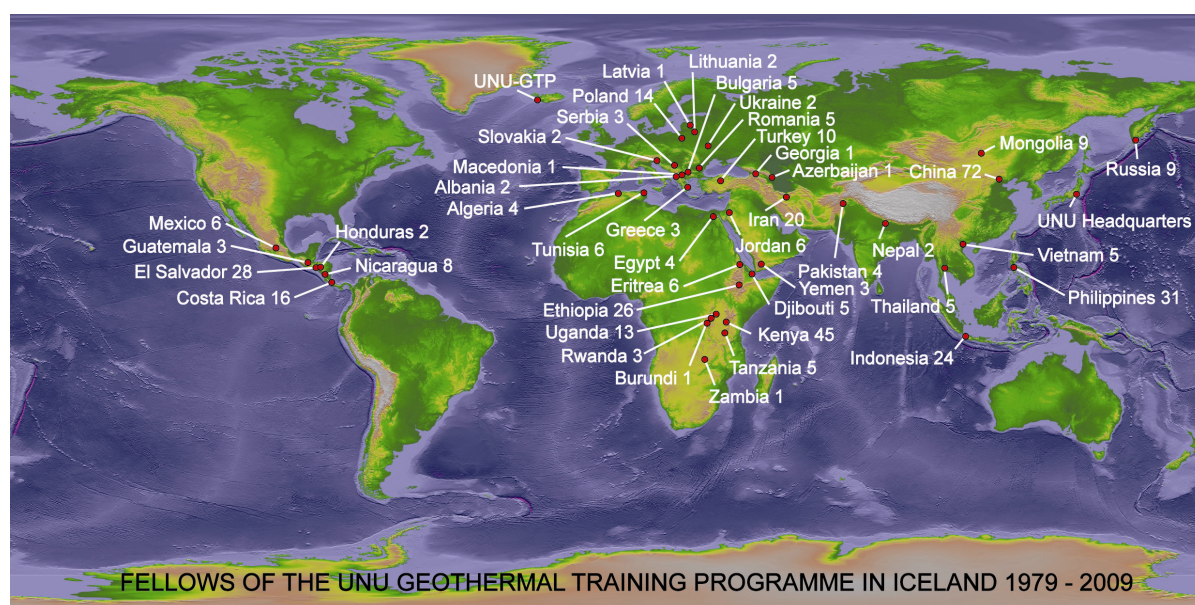 Lithuania 2
Latvia 1
Bulgaria 5
UNU-GTP
Poland 14
Ukraine 2
Serbia 3
Romania 5
Slovakia 2
Turkey 10
Mongolia 9
Georgia 1
Macedonia 1
Azerbaijan 1
China 72
Russia 9
Albania 2
Algeria 4
Mexico 6
Honduras 2
Greece 3
Iran 20
UNU Headquarters
Guatemala 3
Tunisia 6
Jordan 6
Nepal 2
Vietnam 5
El Salvador 28
Nicaragua 8
Egypt 4
Pakistan 4
Eritrea 6
Yemen 3
Costa Rica 16
Ethiopia 26
Djibouti 5
Thailand 5
Philippines 31
Uganda 13
Kenya 45
Rwanda 3
Indonesia 24
Burundi 1
Tanzania 5
Zambia 1
FELLOWS OF THE UNU GEOTHERMAL TRAINING PROGRAMME IN ICELAND 1979 - 2009